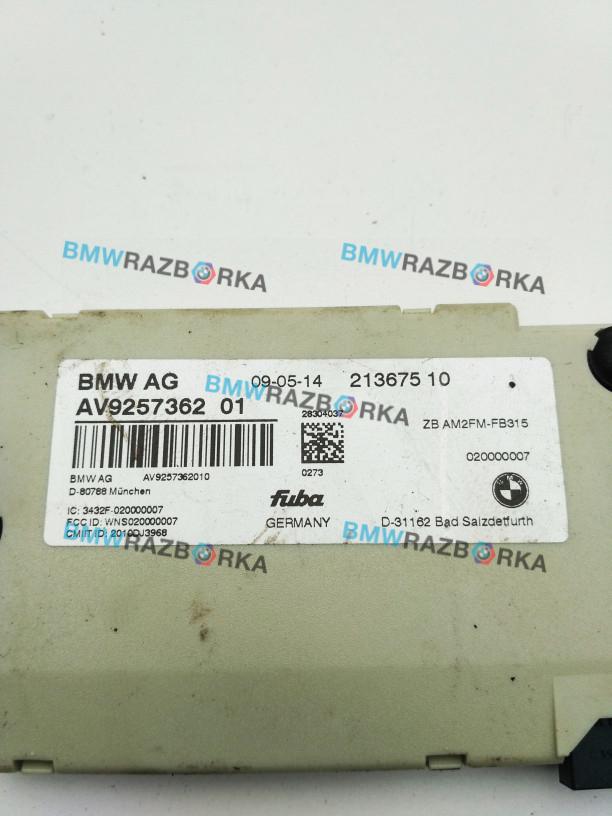 BMWRAZBORKA BMWRAZBORKA
BMW AG 09-05-14 213675 10
BMWRAZBORKA
AV9257362 01 28304037 ZB AM2FM-FB315
020000007
BMW AG AV9257362010 0273
D-80788 München
fuba
IC: 3432F-020000007
FCC ID: WNS020000007 GERMANY D-31162 Bad Salzdetfurth
CMIIT ID: 2010DJ3968
BMWRAZBORKA BMWRAZBORKA